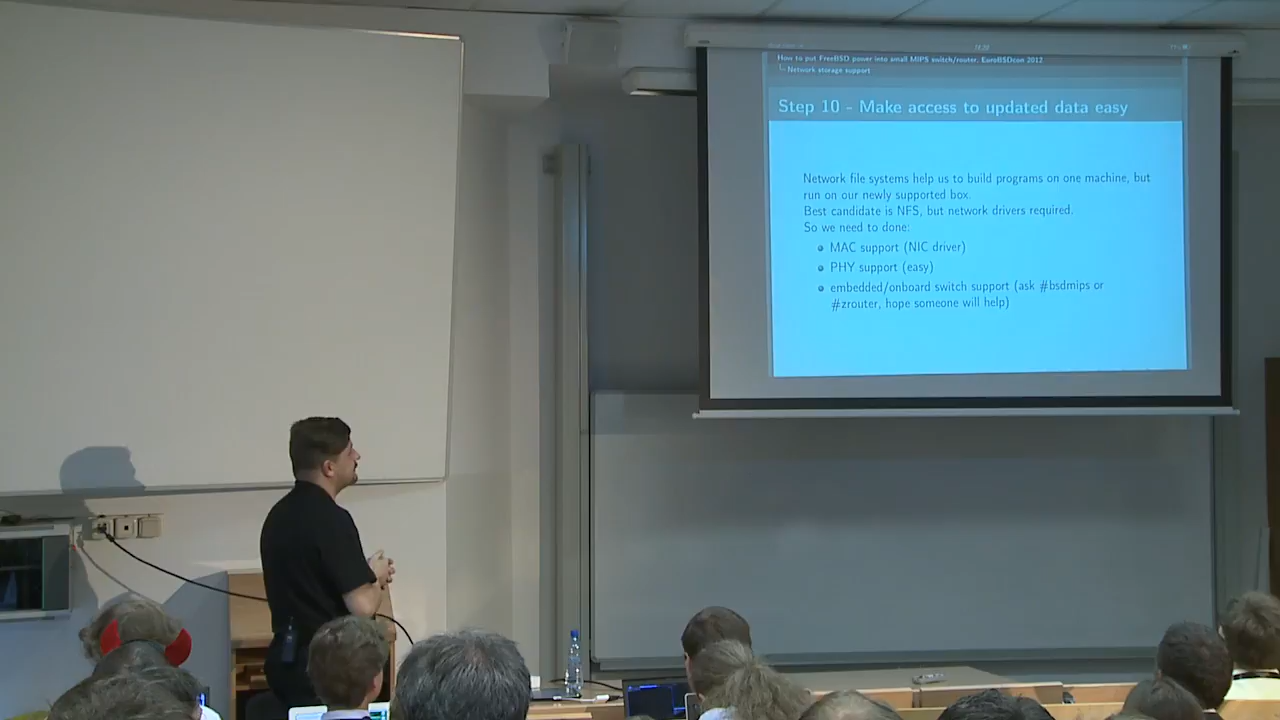 How to put FreeBSD power into small MIPS switch/router, EuroBSDcon 2012
Network storage support
Step 10 - Make access to updated data easy
Network file systems help us to build programs on one machine, but
run on our newly supported box.
Best candidate is NFS, but network drivers required.
So we need to done:
MAC support (NIC driver)
PHY support (easy)
embedded/onboard switch support (ask #bsdmips or
#zrouter, hope someone will help)